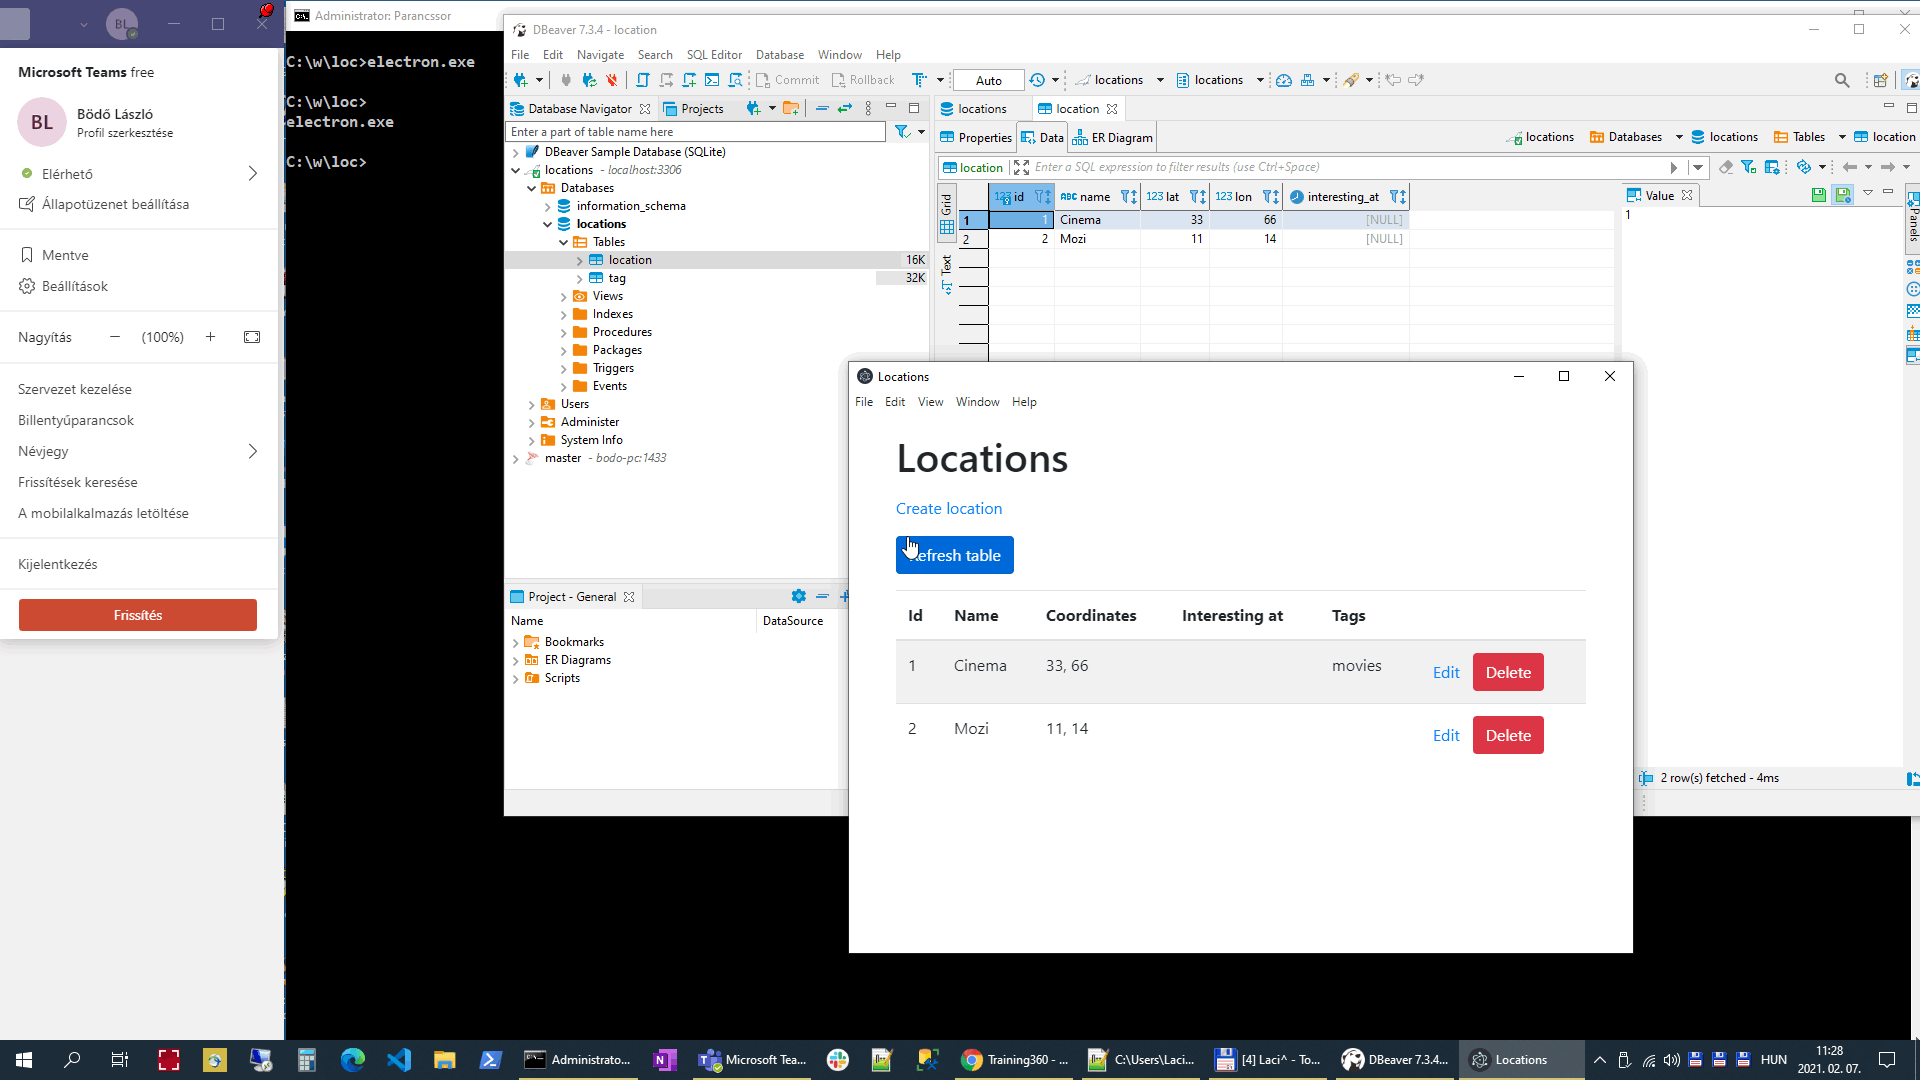 BL
Microsoft Teams free
BL
Bödő László
Profil szerkesztése
Elérhető
Állapotüzenet beállítása
Mentve
Beállítások
Nagyítás
(100%)
Szervezet kezelése
Billentyűparancsok
Névjegy
Frissítések keresése
A mobilalkalmazás letöltése
Kijelentkezés
Frissítés
Administrator: Parancssor
C:\w\loc>electron.exe
C:\w\loc>
electron.exe
C:\w\loc>
DBeaver 7.3.4 - location
File Edit Navigate Search SQL Editor Database Window Help
Commit Rollback Auto locations locations
Database Navigator Projects
Enter a part of table name here
DBeaver Sample Database (SQLite)
locations - localhost:3306
Databases
information_schema
locations
Tables
location 16K
tag 32K
Views
Indexes
Procedures
Packages
Triggers
Events
Users
Administer
System Info
master - bodo-pc:1433
Project - General
Name DataSource
Bookmarks
ER Diagrams
Scripts
locations location
Properties Data ER Diagram locations Databases locations Tables location
location Enter a SQL expression to filter results (use Ctrl+Space)
Grid
Text
123 id ABC name 123 lat 123 lon interesting_at
1 1 Cinema 33 66 [NULL]
2 2 Mozi 11 14 [NULL]
Value
1
Panels
2 row(s) fetched - 4ms
Locations
File Edit View Window Help
Locations
Create location
efresh table
Id Name Coordinates Interesting at Tags
1 Cinema 33, 66 movies Edit Delete
2 Mozi 11, 14 Edit Delete
Administrato... Microsoft Tea... Training360 - ... C:\Users\Laci... [4] Laci^ - To... DBeaver 7.3.4... Locations HUN
11:28
2021. 02. 07.